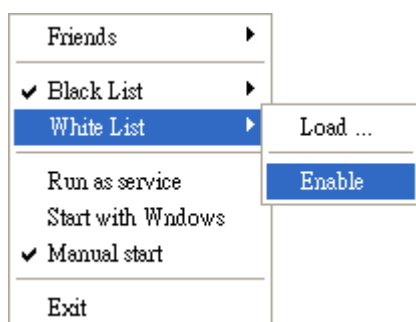 Friends
Black List
White List
Load ...
Enable
Run as service
Start with Wndows
Manual start
Exit